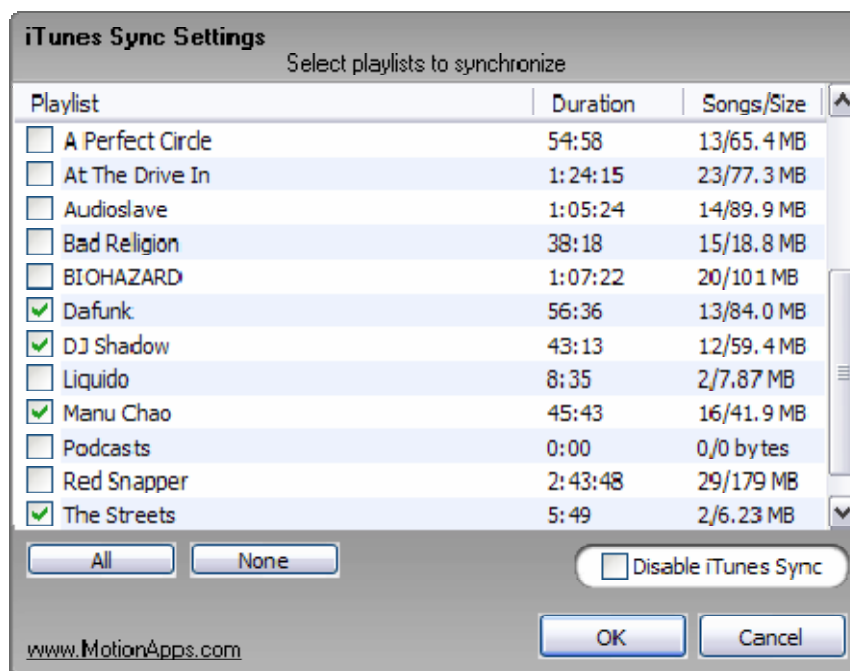 iTunes Sync Settings
Select playlists to synchronize
Playlist Duration Songs/Size
A Perfect Circle 54:58 13/65.4 MB
At The Drive In 1:24:15 23/77.3 MB
Audioslave 1:05:24 14/89.9 MB
Bad Religion 38:18 15/18.8 MB
BIOHAZARD 1:07:22 20/101 MB
Dafunk 56:36 13/84.0 MB
DJ Shadow 43:13 12/59.4 MB
Liquido 8:35 2/7.87 MB
Manu Chao 45:43 16/41.9 MB
Podcasts 0:00 0/0 bytes
Red Snapper 2:43:48 29/179 MB
The Streets 5:49 2/6.23 MB
All None Disable iTunes Sync
www.MotionApps.com OK Cancel